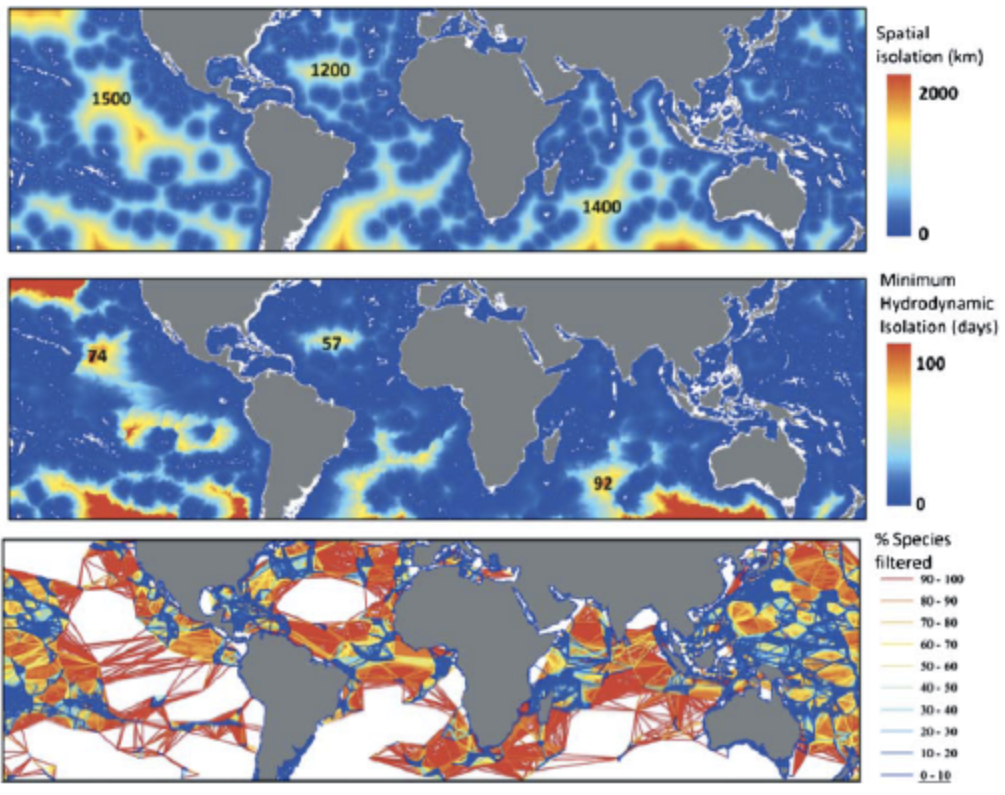 Spatial
isolation (km)
2000
0
1500
1200
1400
Minimum
Hydrodynamic
Isolation (days)
100
0
74
57
92
% Species
filtered
90 - 100
80 - 90
70 - 80
60 - 70
50 - 60
40 - 50
30 - 40
20 - 30
10 - 20
0 - 10